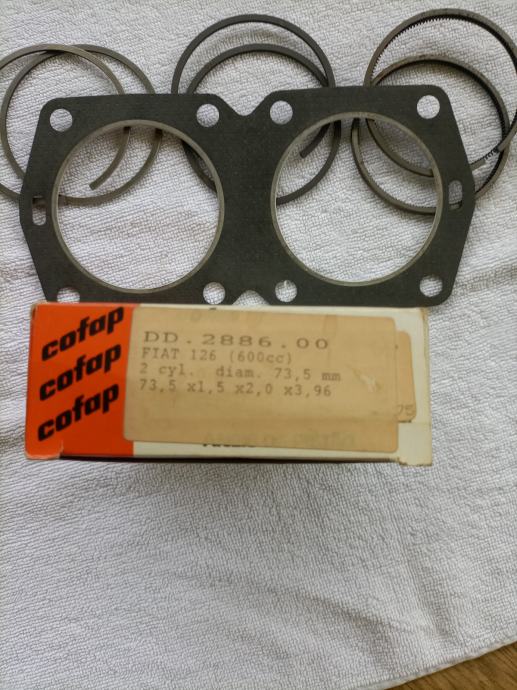 cofap
cofap
cofap
DD.2886.00
FIAT 126 (600cc)
2 cyl. diam. 73,5 mm
73,5 x1,5 x2,0 x3,96
25